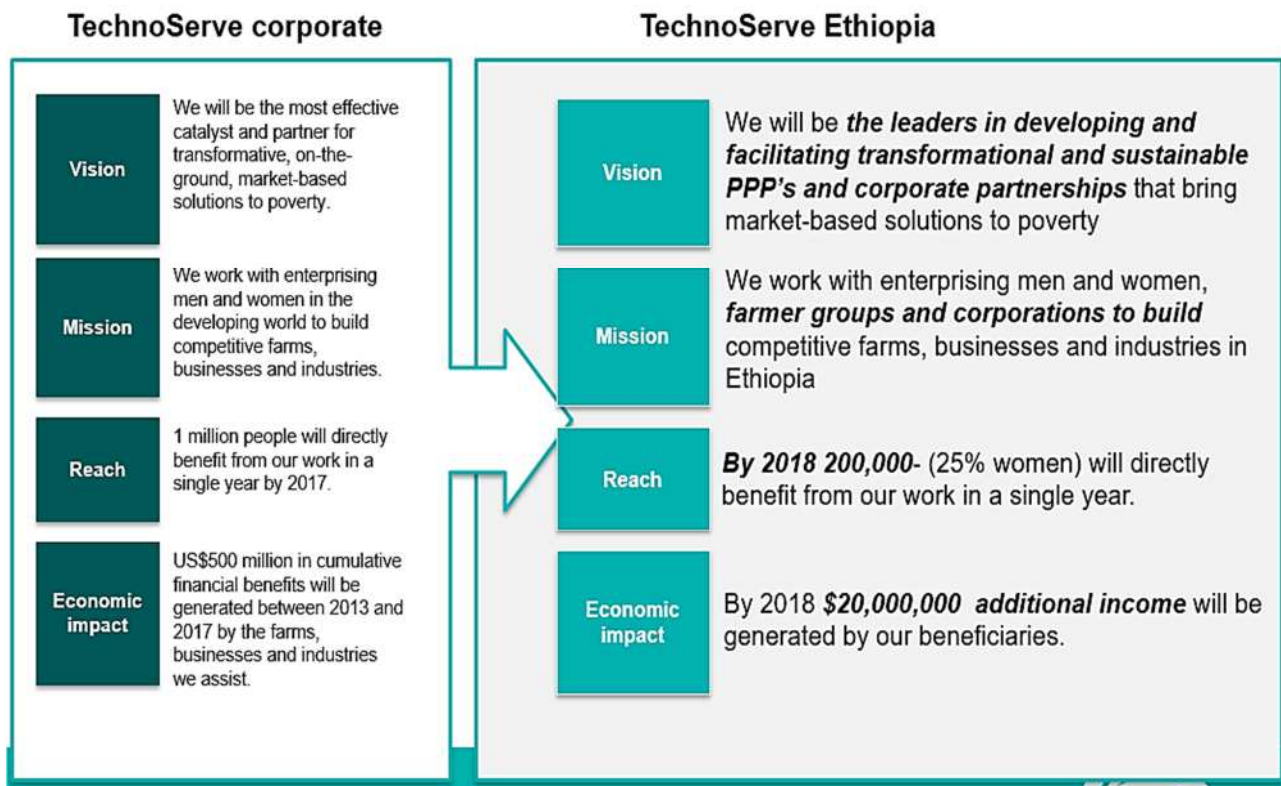 TechnoServe corporate
Vision
We will be the most effective
catalyst and partner for
transformative, on-the-
ground, market-based
solutions to poverty.
Mission
We work with enterprising
men and women in the
developing world to build
competitive farms,
businesses and industries.
Reach
1 million people will directly
benefit from our work in a
single year by 2017.
Economic
impact
US$500 million in cumulative
financial benefits will be
generated between 2013 and
2017 by the farms,
businesses and industries
we assist.
TechnoServe Ethiopia
Vision
We will be the leaders in developing and
facilitating transformational and sustainable
PPP's and corporate partnerships that bring
market-based solutions to poverty
Mission
We work with enterprising men and women,
farmer groups and corporations to build
competitive farms, businesses and industries in
Ethiopia
Reach
By 2018 200,000- (25% women) will directly
benefit from our work in a single year.
Economic
impact
By 2018 $20,000,000 additional income will be
generated by our beneficiaries.